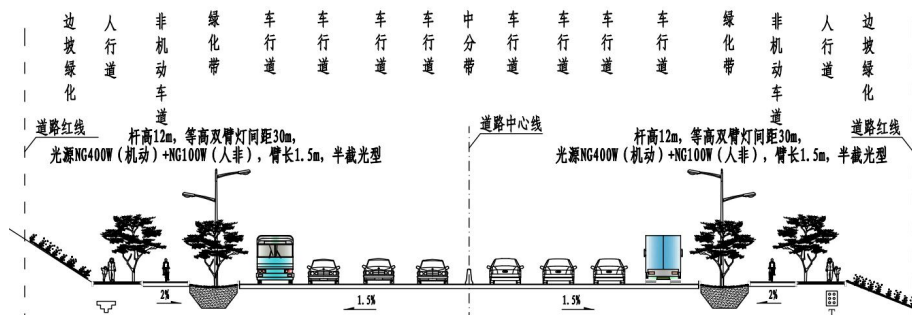 边坡绿化
人行道
非机动车道
绿化带
车行道
车行道
车行道
车行道
中分带
车行道
车行道
车行道
车行道
绿化带
非机动车道
人行道
边坡绿化
道路红线
道路中心线
道路红线
杆高12m，等高双臂灯间距30m，
光源NG400W（机动）+NG100W（人非），臂长1.5m，半截光型
杆高12m，等高双臂灯间距30m，
光源NG400W（机动）+NG100W（人非），臂长1.5m，半截光型
2%
1.5%
1.5%
2%
T